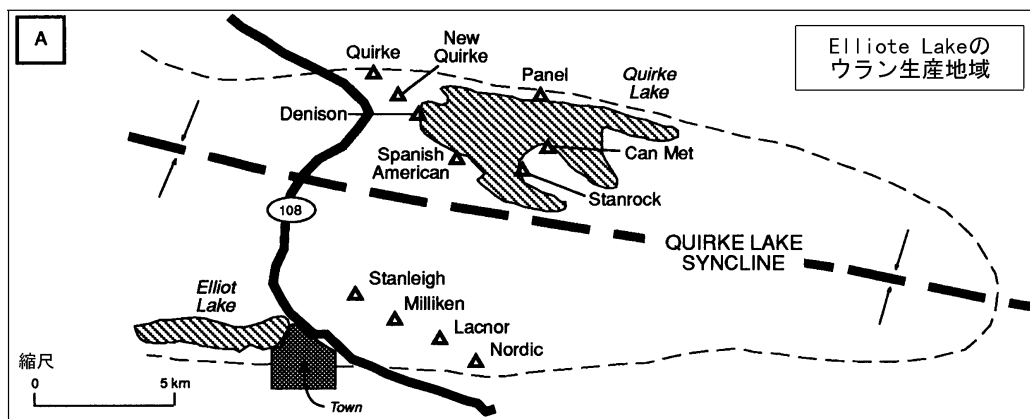 A
Ellioteﾠ Lakeの
ウラン生産地域
New
Quirke
Quirke
Panel
Quirke
Lake
Denison
Spanish
American
Can Met
Stanrock
108
QUIRKE LAKE
SYNCLINE
Stanleigh
Elliot
Lake
Milliken
Lacnor
Nordic
縮尺
0 5 km
Town